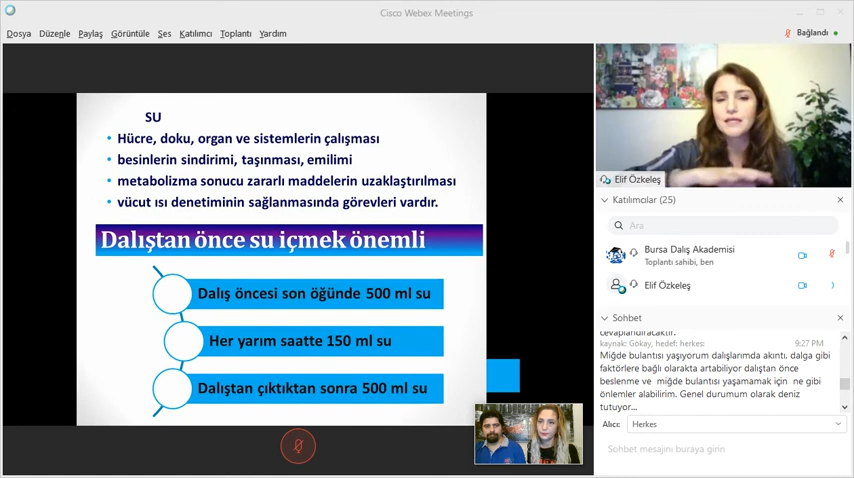 Cisco Webex Meetings
Dosya Düzenle Paylaş Görüntüle Ses Katılımcı Toplantı Yardım
Bağlandı
SU
• Hücre, doku, organ ve sistemlerin çalışması
• besinlerin sindirimi, taşınması, emilimi
• metabolizma sonucu zararlı maddelerin uzaklaştırılması
• vücut ısı denetiminin sağlanmasında görevleri vardır.
Dalıştan önce su içmek önemli
Dalış öncesi son öğünde 500 ml su
Her yarım saatte 150 ml su
Dalıştan çıktıktan sonra 500 ml su
Elif Özkeleş
Katılımcılar (25)
Ara
Bursa Dalış Akademisi
Toplantı sahibi, ben
Elif Özkeleş
Sohbet
cevaplandıracaktır.
kaynak: Gökay, hedef: herkes: 9:27 PM
Miğde bulantısı yaşıyorum dalışlarımda akıntı, dalga gibi
faktörlere bağlı olarakta artabiliyor dalıştan önce
beslenme ve miğde bulantısı yaşamamak için ne gibi
önlemler alabilirim. Genel durumum olarak deniz
tutuyor...
Alıcı: Herkes
Sohbet mesajını buraya girin